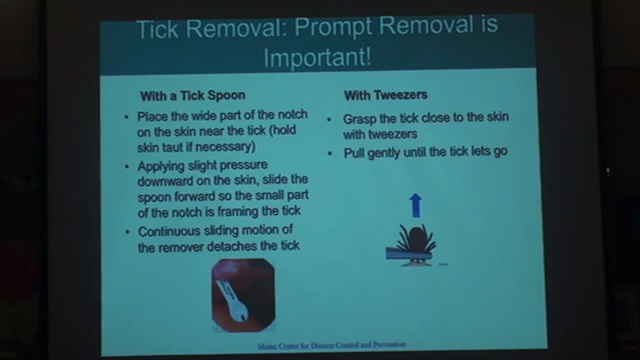 Tick Removal: Prompt Removal is
Important!
With a Tick Spoon
• Place the wide part of the notch
on the skin near the tick (hold
skin taut if necessary)
• Applying slight pressure
downward on the skin, slide the
spoon forward so the small part
of the notch is framing the tick
• Continuous sliding motion of
the remover detaches the tick
With Tweezers
• Grasp the tick close to the skin
with tweezers
• Pull gently until the tick lets go
Maine Center for Disease Control and Prevention